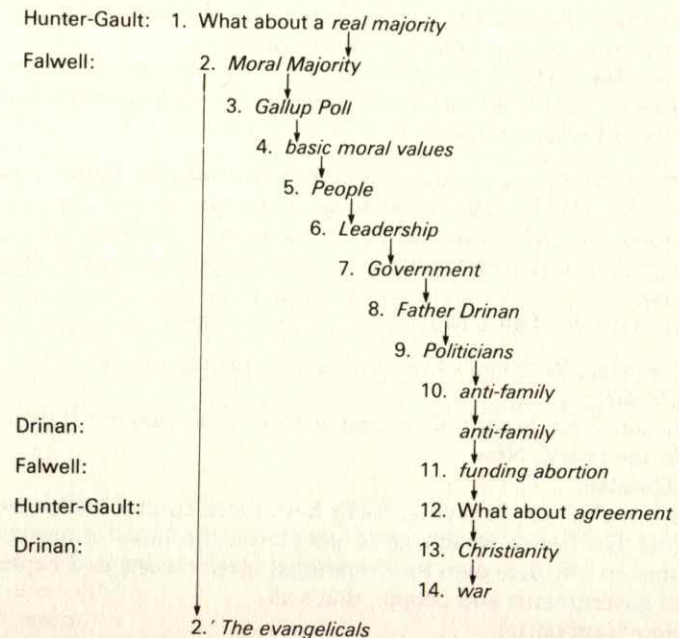 Hunter-Gault: 1. What about a real majority
Falwell: 2. Moral Majority
3. Gallup Poll
4. basic moral values
5. People
6. Leadership
7. Government
8. Father Drinan
9. Politicians
10. anti-family
Drinan: anti-family
Falwell: 11. funding abortion
Hunter-Gault: 12. What about agreement
Drinan: 13. Christianity
14. war
2.' The evangelicals